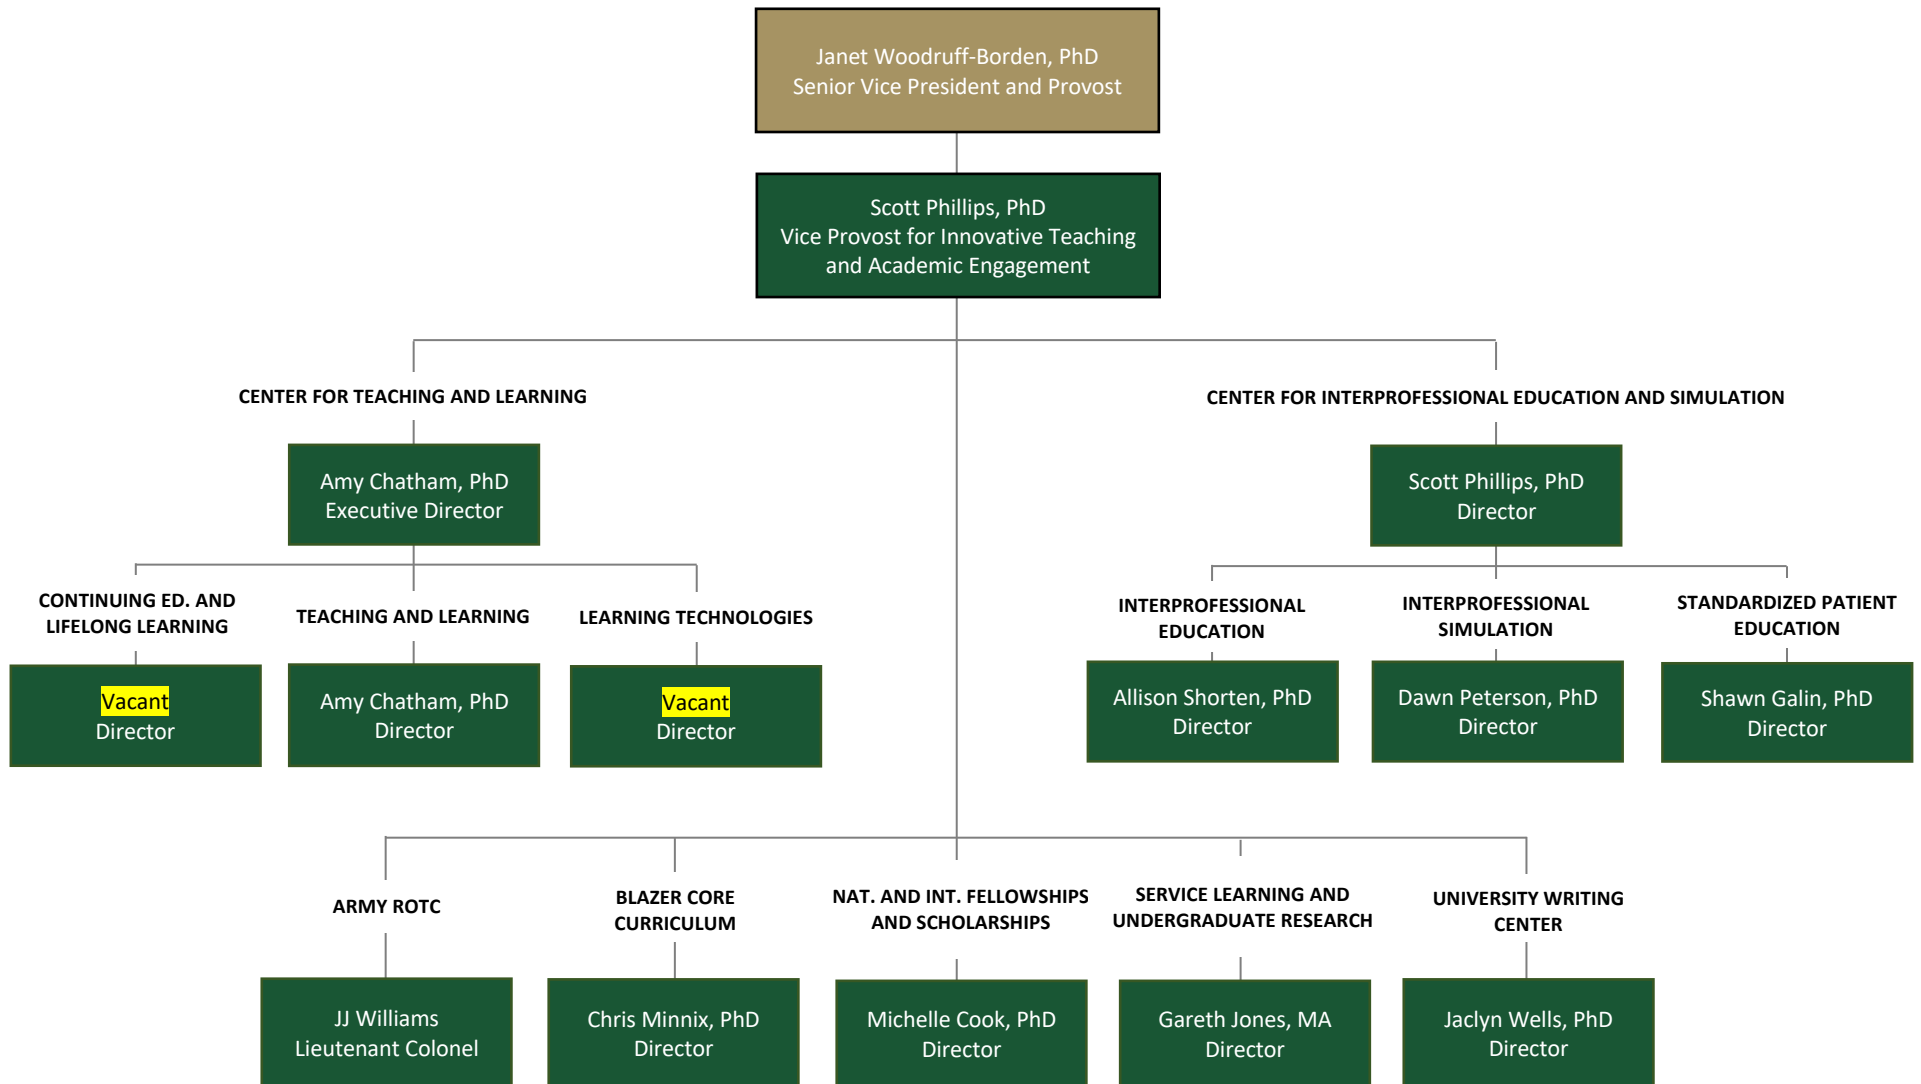 Janet Woodruff-Borden, PhD
Senior Vice President and Provost
Scott Phillips, PhD
Vice Provost for Innovative Teaching
and Academic Engagement
CENTER FOR TEACHING AND LEARNING
Amy Chatham, PhD
Executive Director
CONTINUING ED. AND
LIFELONG LEARNING
Vacant
Director
TEACHING AND LEARNING
Amy Chatham, PhD
Director
LEARNING TECHNOLOGIES
Vacant
Director
CENTER FOR INTERPROFESSIONAL EDUCATION AND SIMULATION
Scott Phillips, PhD
Director
INTERPROFESSIONAL
EDUCATION
Allison Shorten, PhD
Director
INTERPROFESSIONAL
SIMULATION
Dawn Peterson, PhD
Director
STANDARDIZED PATIENT
EDUCATION
Shawn Galin, PhD
Director
ARMY ROTC
JJ Williams
Lieutenant Colonel
BLAZER CORE
CURRICULUM
Chris Minnix, PhD
Director
NAT. AND INT. FELLOWSHIPS
AND SCHOLARSHIPS
Michelle Cook, PhD
Director
SERVICE LEARNING AND
UNDERGRADUATE RESEARCH
Gareth Jones, MA
Director
UNIVERSITY WRITING
CENTER
Jaclyn Wells, PhD
Director